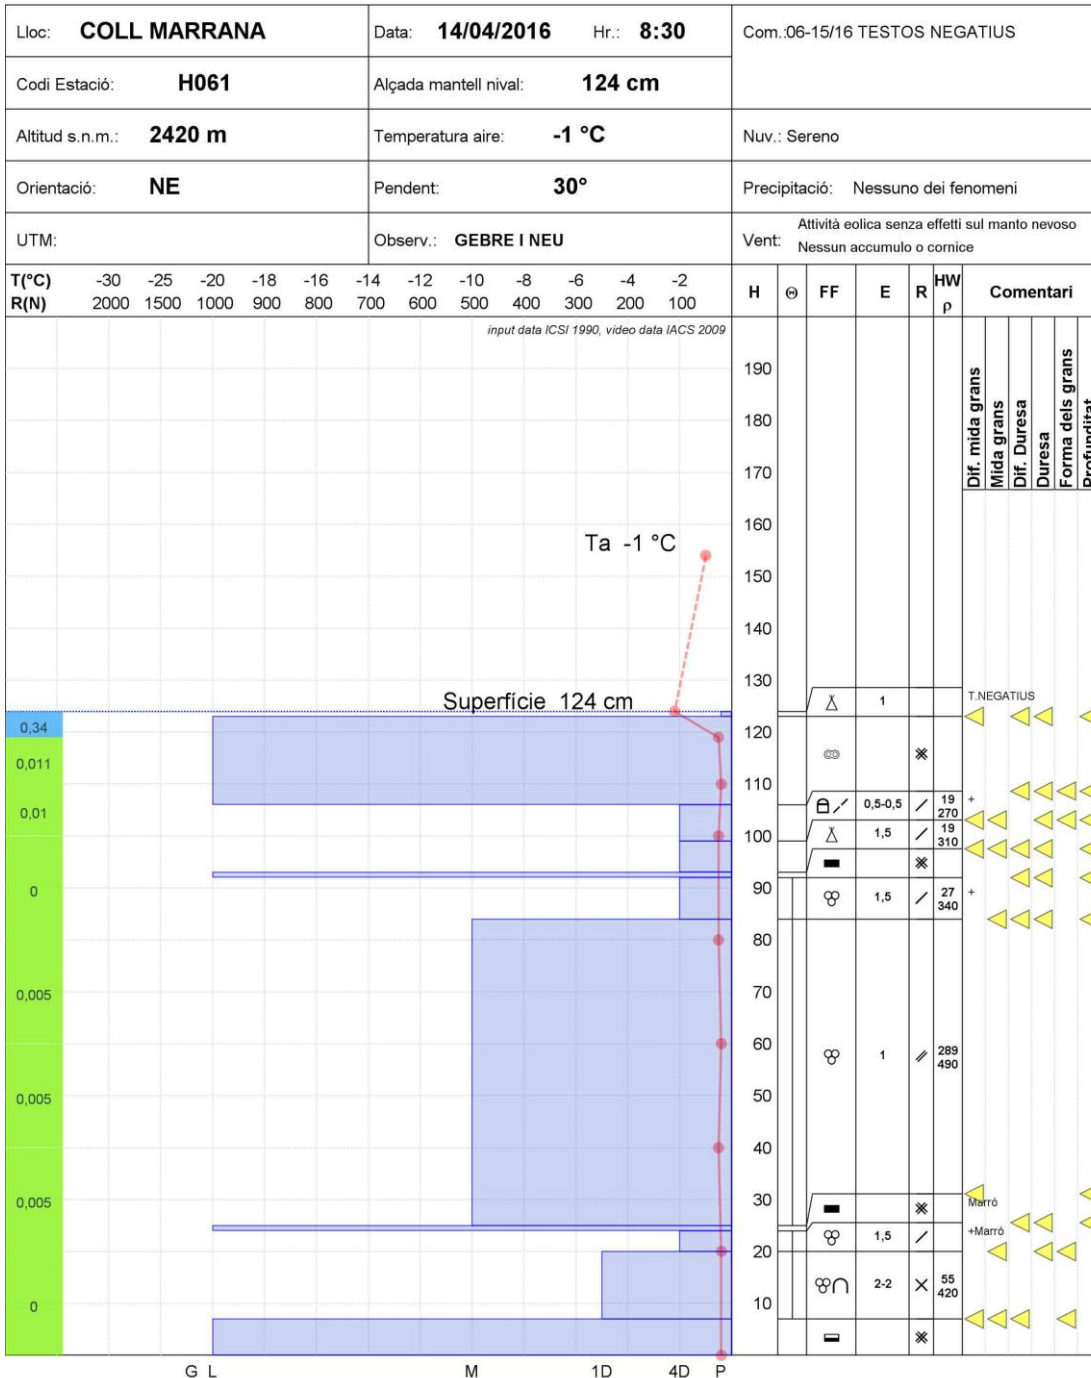 Lloc: COLL MARRANA Data: 14/04/2016 Hr.: 8:30 Com.:06-15/16 TESTOS NEGATIUS
Codi Estació: H061 Alçada mantell nival: 124 cm
Altitud s.n.m.: 2420 m Temperatura aire: -1 °C Nuv.: Sereno
Orientació: NE Pendent: 30° Precipitació: Nessuno dei fenomeni
UTM: Observ.: GEBRE I NEU Vent: Attività eolica senza effetti sul manto nevoso
Nessun accumulo o cornice
T(°C) -30 -25 -20 -18 -16 -14 -12 -10 -8 -6 -4 -2
R(N) 2000 1500 1000 900 800 700 600 500 400 300 200 100
H Θ FF E R HW ρ Comentari
input data ICSI 1990, video data IACS 2009
Dif. mida grans
Mida grans
Dif. Duresa
Duresa
Forma dels grans
Profunditat
190
180
170
160
Ta -1 °C
150
140
130
Superfície 124 cm
1 T.NEGATIUS
0,34
120
0,011
110
0,01
0,5-0,5 19 +
270
100
1,5 19
310
0
90
1,5 27 +
340
80
0,005
70
60
1 289
490
0,005
50
40
0,005
30
Marró
1,5 +Marró
20
2-2 55
420
0
10
G L M 1D 4D P